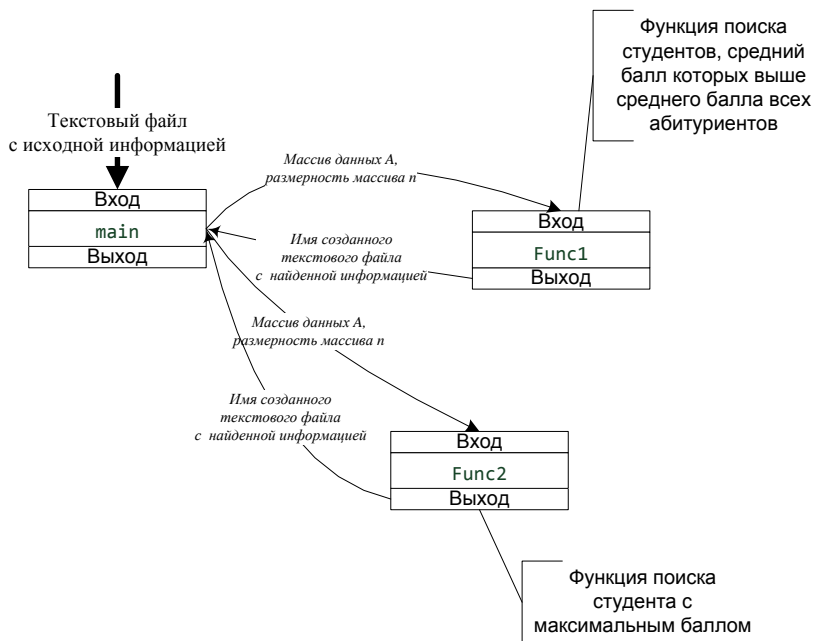 Функция поиска
студентов, средний
балл которых выше
среднего балла всех
абитуриентов
Текстовый файл
с исходной информацией
Массив данных А,
размерность массива n
Вход
main
Выход
Вход
Func1
Выход
Имя созданного
текстового файла
с найденной информацией
Массив данных А,
размерность массива n
Имя созданного
текстового файла
с найденной информацией
Вход
Func2
Выход
Функция поиска
студента с
максимальным баллом